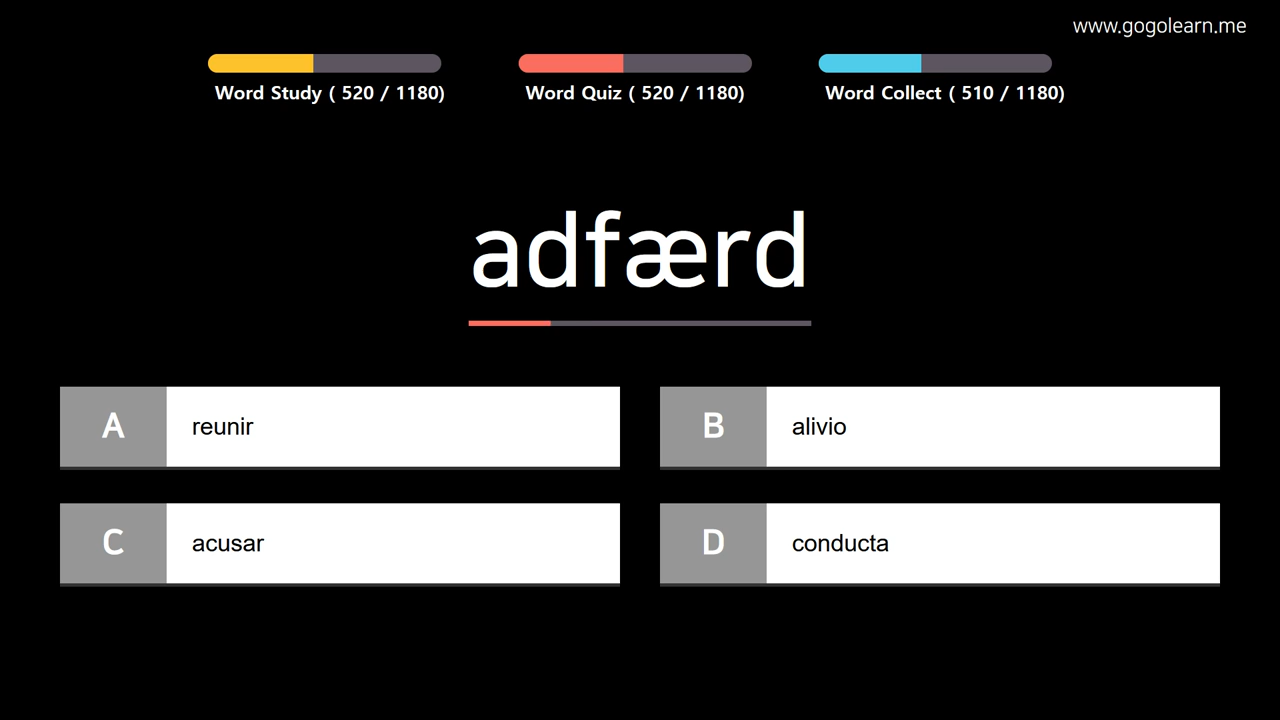 www.gogolearn.me
Word Study ( 520 / 1180)
Word Quiz ( 520 / 1180)
Word Collect ( 510 / 1180)
adfærd
A reunir
B alivio
C acusar
D conducta